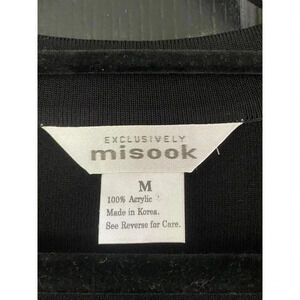 EXCLUSIVELY
misook
M
100% Acrylic
Made in Korea.
See Reverse for Care.